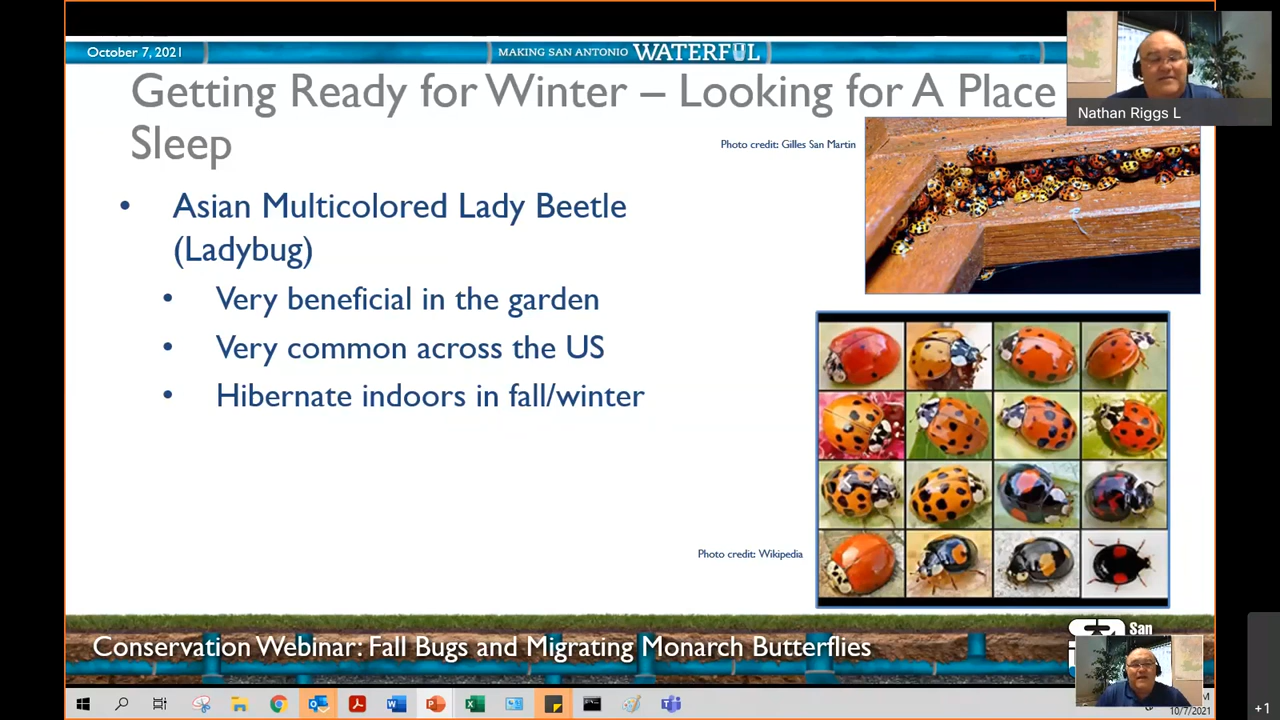 October 7, 2021
MAKING SAN ANTONIO WATERFUL
Getting Ready for Winter – Looking for A Place
Sleep
Nathan Riggs L
Photo credit: Gilles San Martin
• Asian Multicolored Lady Beetle
(Ladybug)
• Very beneficial in the garden
• Very common across the US
• Hibernate indoors in fall/winter
Photo credit: Wikipedia
Conservation Webinar: Fall Bugs and Migrating Monarch Butterflies
San
10/7/2021
+1